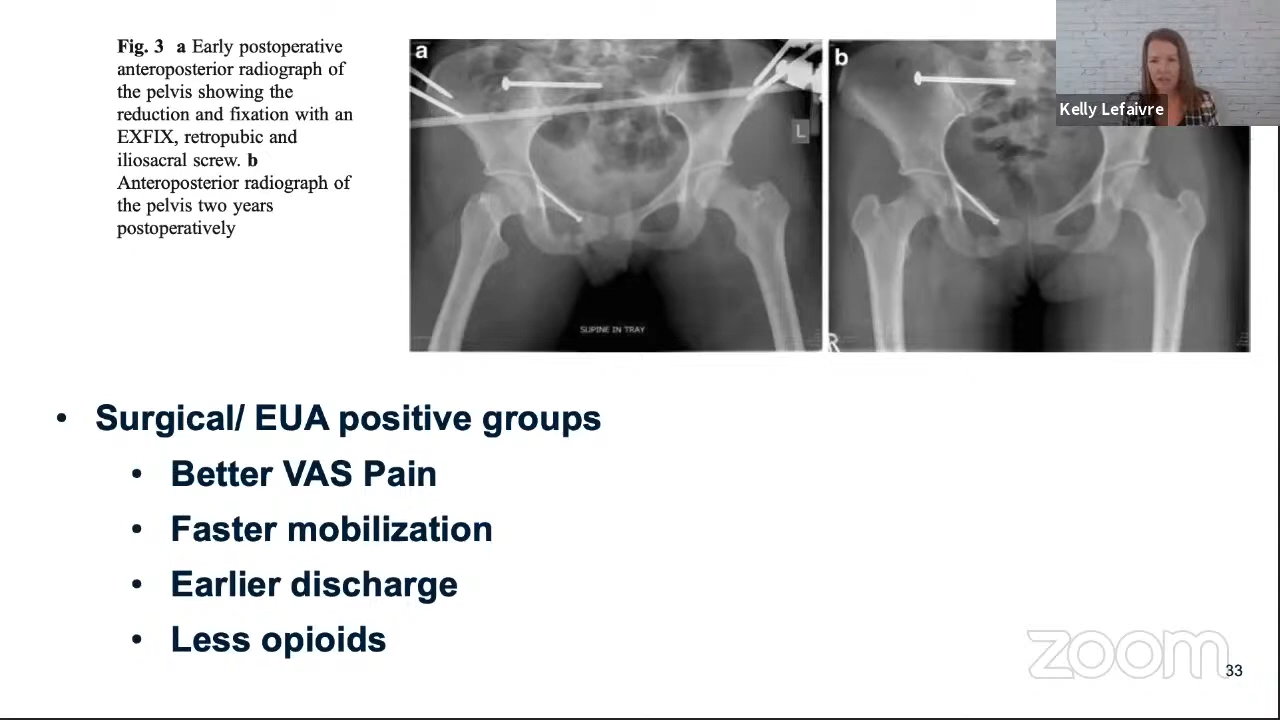 Fig. 3 a Early postoperative
anteroposterior radiograph of
the pelvis showing the
reduction and fixation with an
EXFIX, retropubic and
iliosacral screw. b
Anteroposterior radiograph of
the pelvis two years
postoperatively
a
L
SUPINE IN TRAY
b
R
Kelly Lefaivre
• Surgical/ EUA positive groups
• Better VAS Pain
• Faster mobilization
• Earlier discharge
• Less opioids
zoom
33